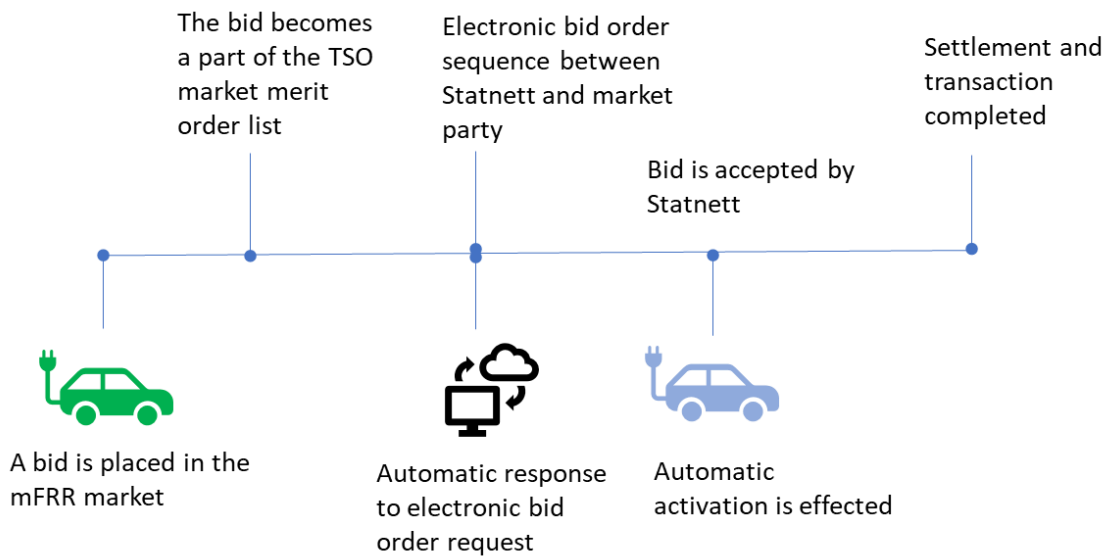 The bid becomes
a part of the TSO
market merit
order list
Electronic bid order
sequence between
Statnett and market
party
Bid is accepted by
Statnett
Settlement and
transaction
completed
A bid is placed in the
mFRR market
Automatic response
to electronic bid
order request
Automatic
activation is effected